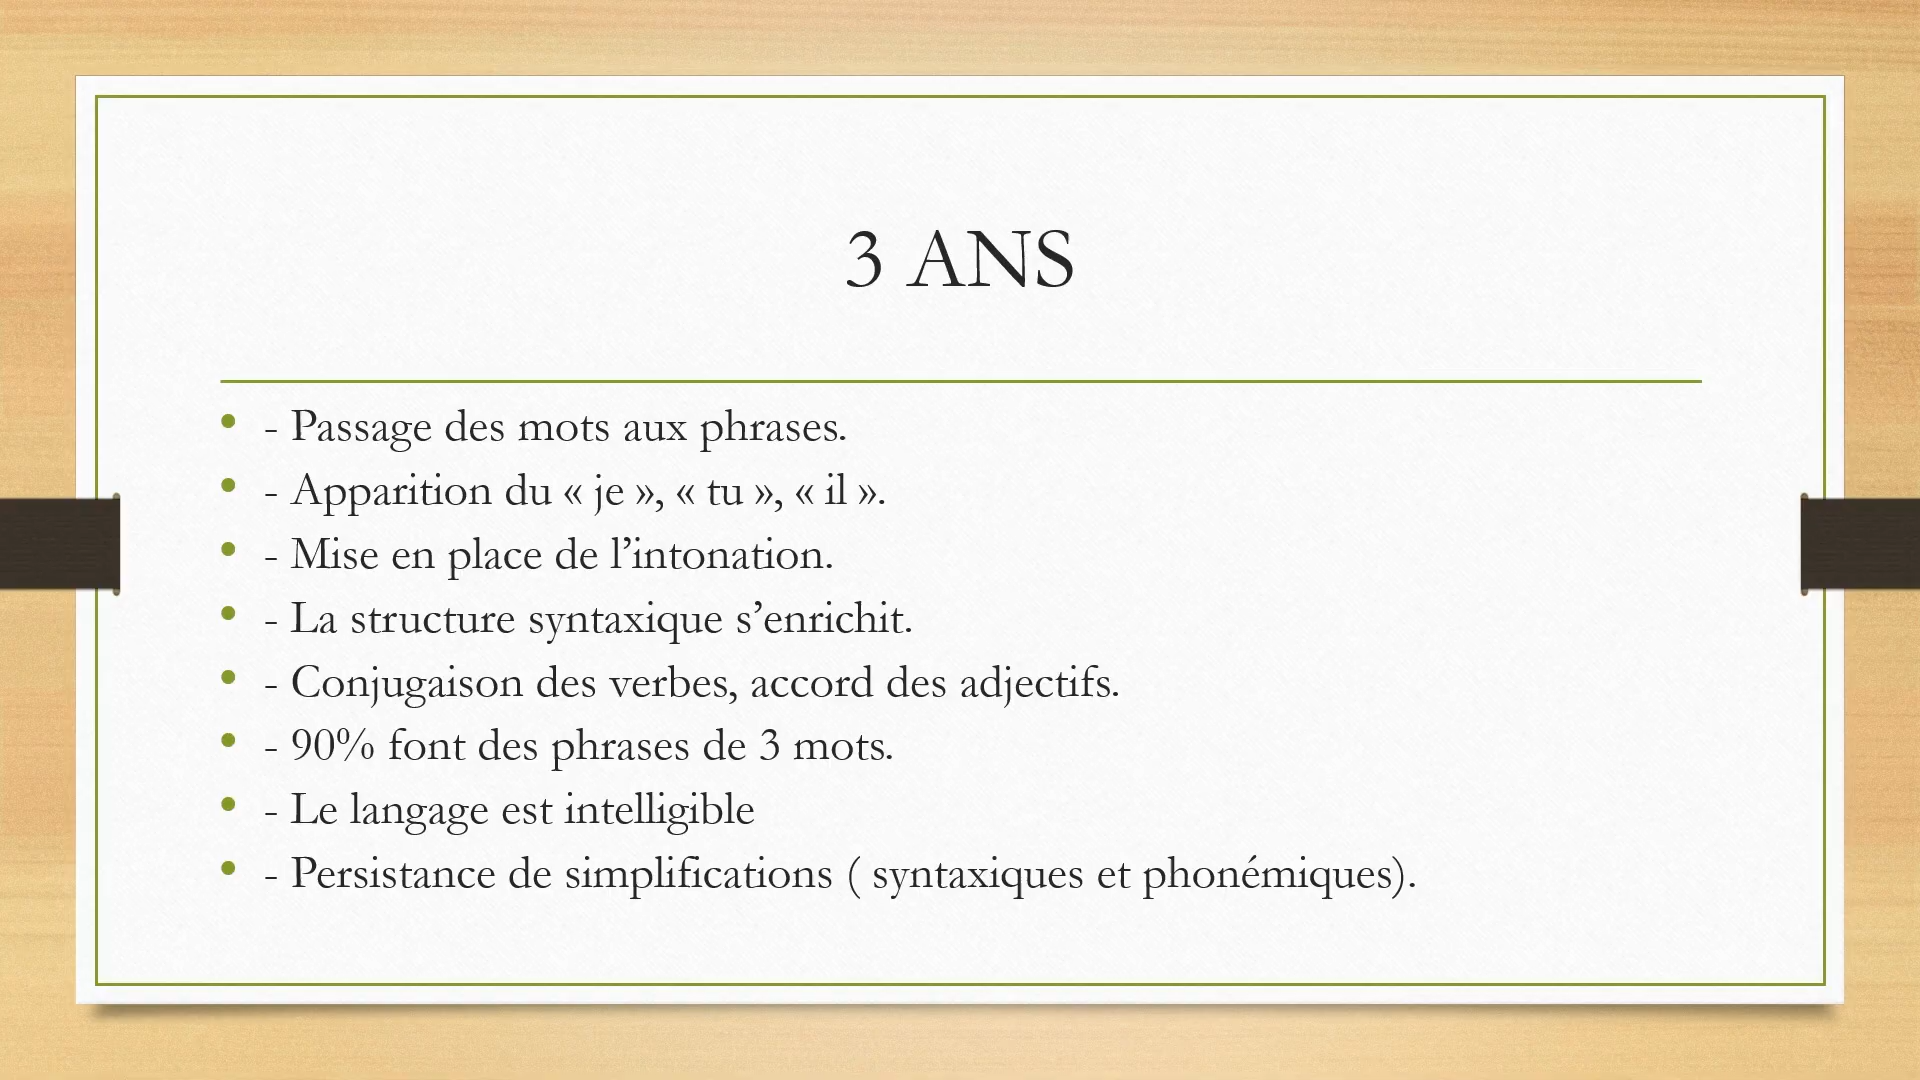 3 ANS
- Passage des mots aux phrases.
- Apparition du « je », « tu », « il ».
- Mise en place de l’intonation.
- La structure syntaxique s’enrichit.
- Conjugaison des verbes, accord des adjectifs.
- 90% font des phrases de 3 mots.
- Le langage est intelligible
- Persistance de simplifications ( syntaxiques et phonémiques).